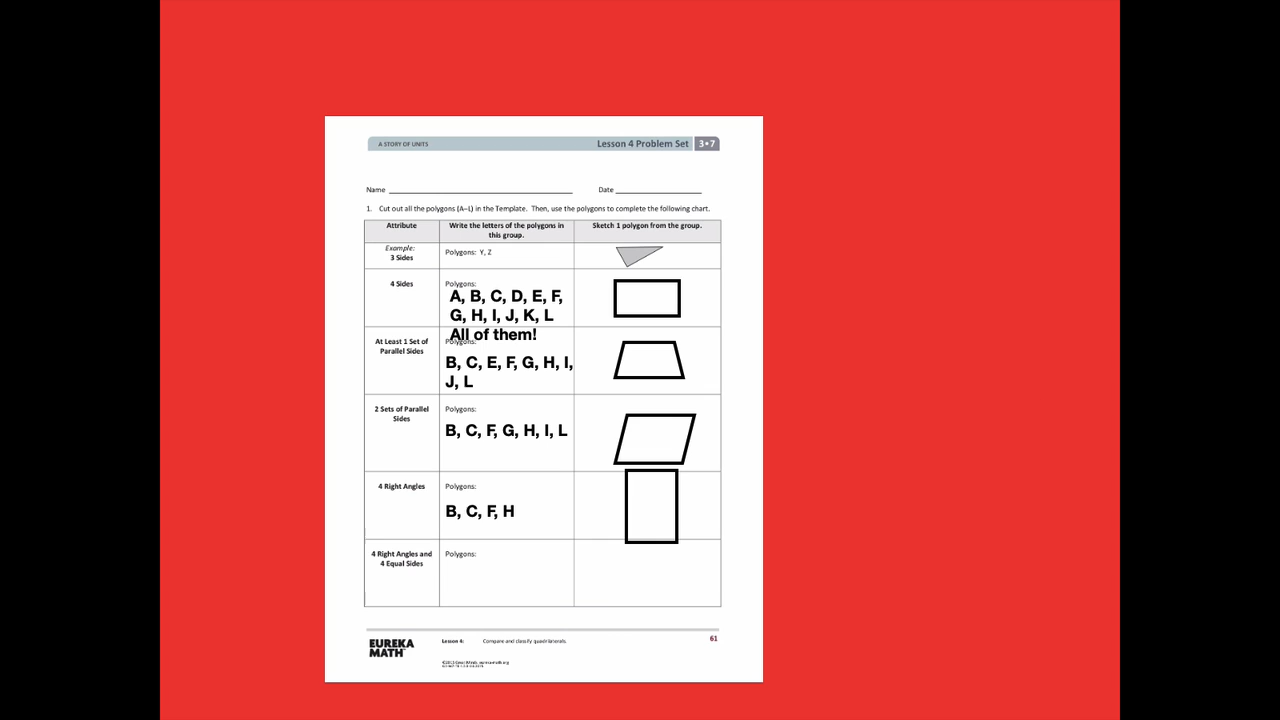 A STORY OF UNITS
Lesson 4 Problem Set 3•7
Name
Date
1. Cut out all the polygons (A–L) in the Template. Then, use the polygons to complete the following chart.
Attribute
Write the letters of the polygons in
this group.
Sketch 1 polygon from the group.
Example:
3 Sides
Polygons: Y, Z
4 Sides
Polygons:
A, B, C, D, E, F,
G, H, I, J, K, L
All of them!
At Least 1 Set of
Parallel Sides
Polygons:
B, C, E, F, G, H, I,
J, L
2 Sets of Parallel
Sides
Polygons:
B, C, F, G, H, I, L
4 Right Angles
Polygons:
B, C, F, H
4 Right Angles and
4 Equal Sides
Polygons:
EUREKA
MATH
Lesson 4: Compare and classify quadrilaterals.
61